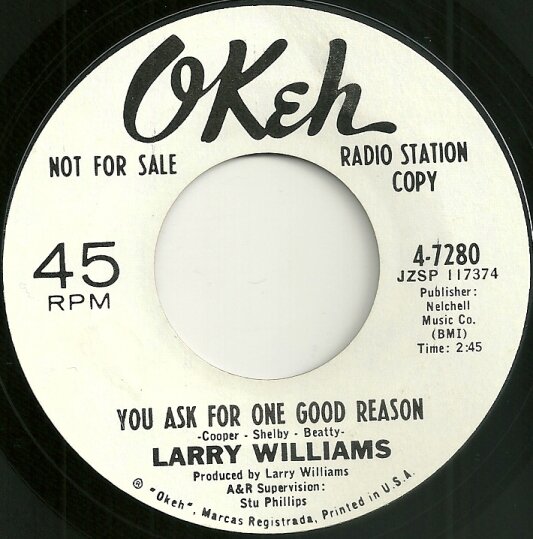 OKeh
NOT FOR SALE
RADIO STATION
COPY
45
RPM
4-7280
JZSP 117374
Publisher:
Nelchell
Music Co.
(BMI)
Time: 2:45
YOU ASK FOR ONE GOOD REASON
-Cooper - Shelby - Beatty-
LARRY WILLIAMS
Produced by Larry Williams
A&R Supervision:
Stu Phillips
® "Okeh", Marcas Registrada, Printed in U.S.A.